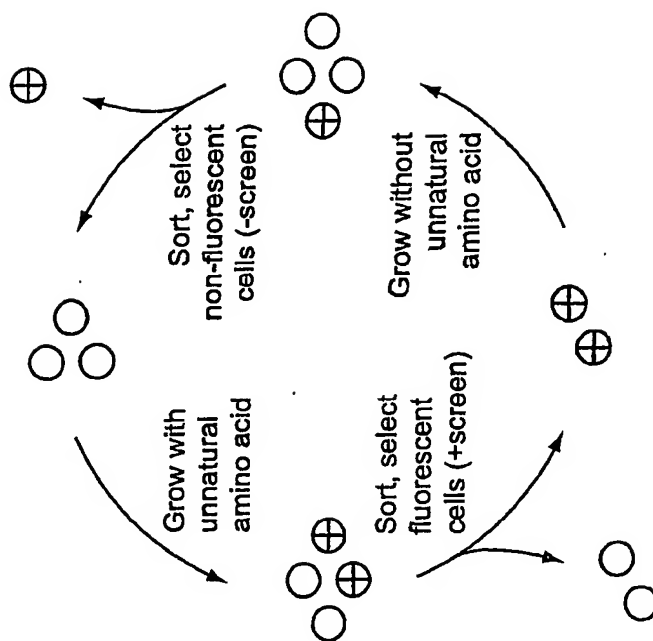 Grow with
unnatural
amino acid
Sort, select
non-fluorescent
cells (-screen)
Sort, select
fluorescent
cells (+screen)
Grow without
unnatural
amino acid